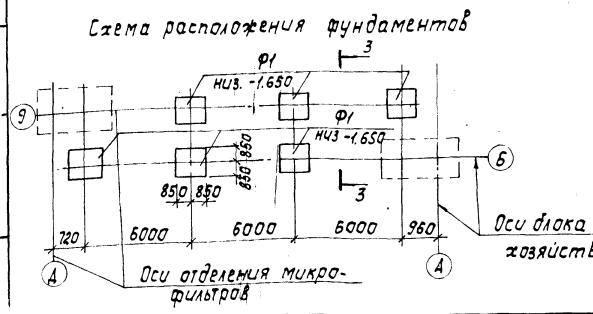 Схема расположения фундаментов
3
Ф1
низ. -1.650
9
Ф1
низ -1.650
Б
850
850
850 850
3
720 6000 6000 6000 960
Оси блока
хозяйств
Д
Д
Оси отделения микро-
фильтров